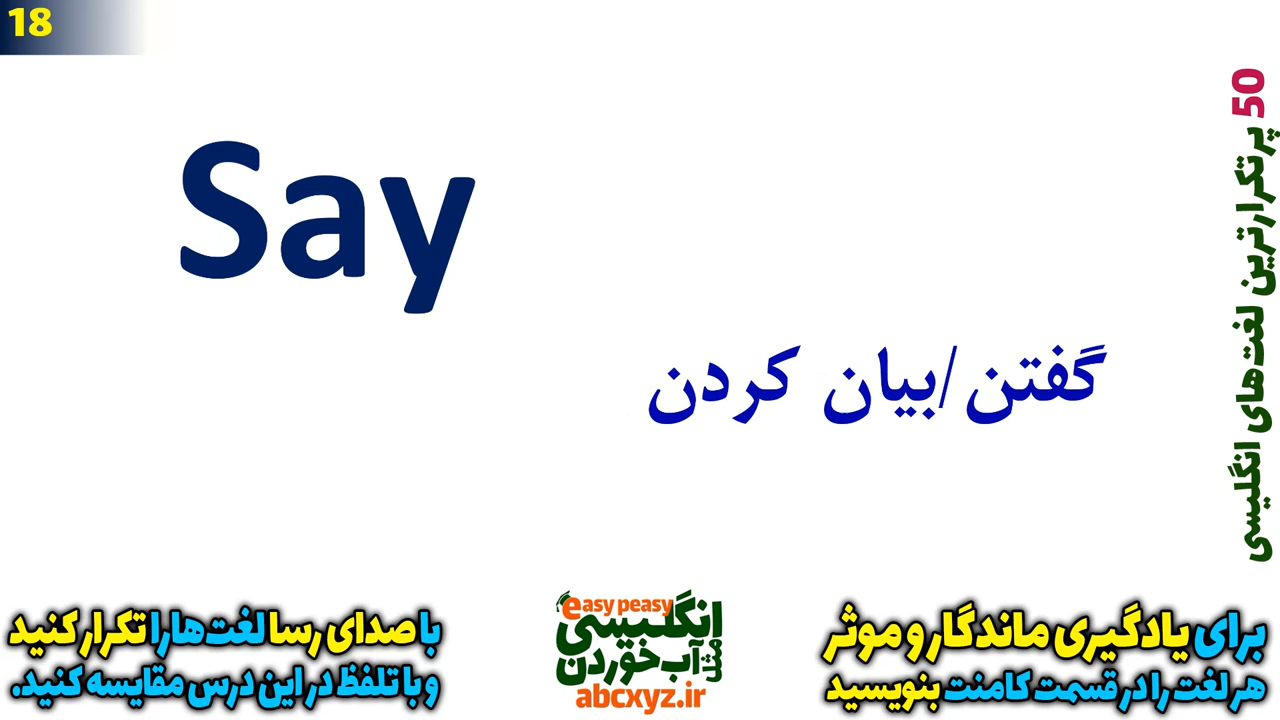 18
Say
گفتن/بیان کردن
50 پرتکرارترین لغت‌های انگلیسی
برای یادگیری ماندگار و موثر
هر لغت را در قسمت کامنت بنویسید
easy peasy
انگلیسی
مثل آب خوردن
abcxyz.ir
با صدای رسا لغت‌ها را تکرار کنید
و با تلفظ در این درس مقایسه کنید.